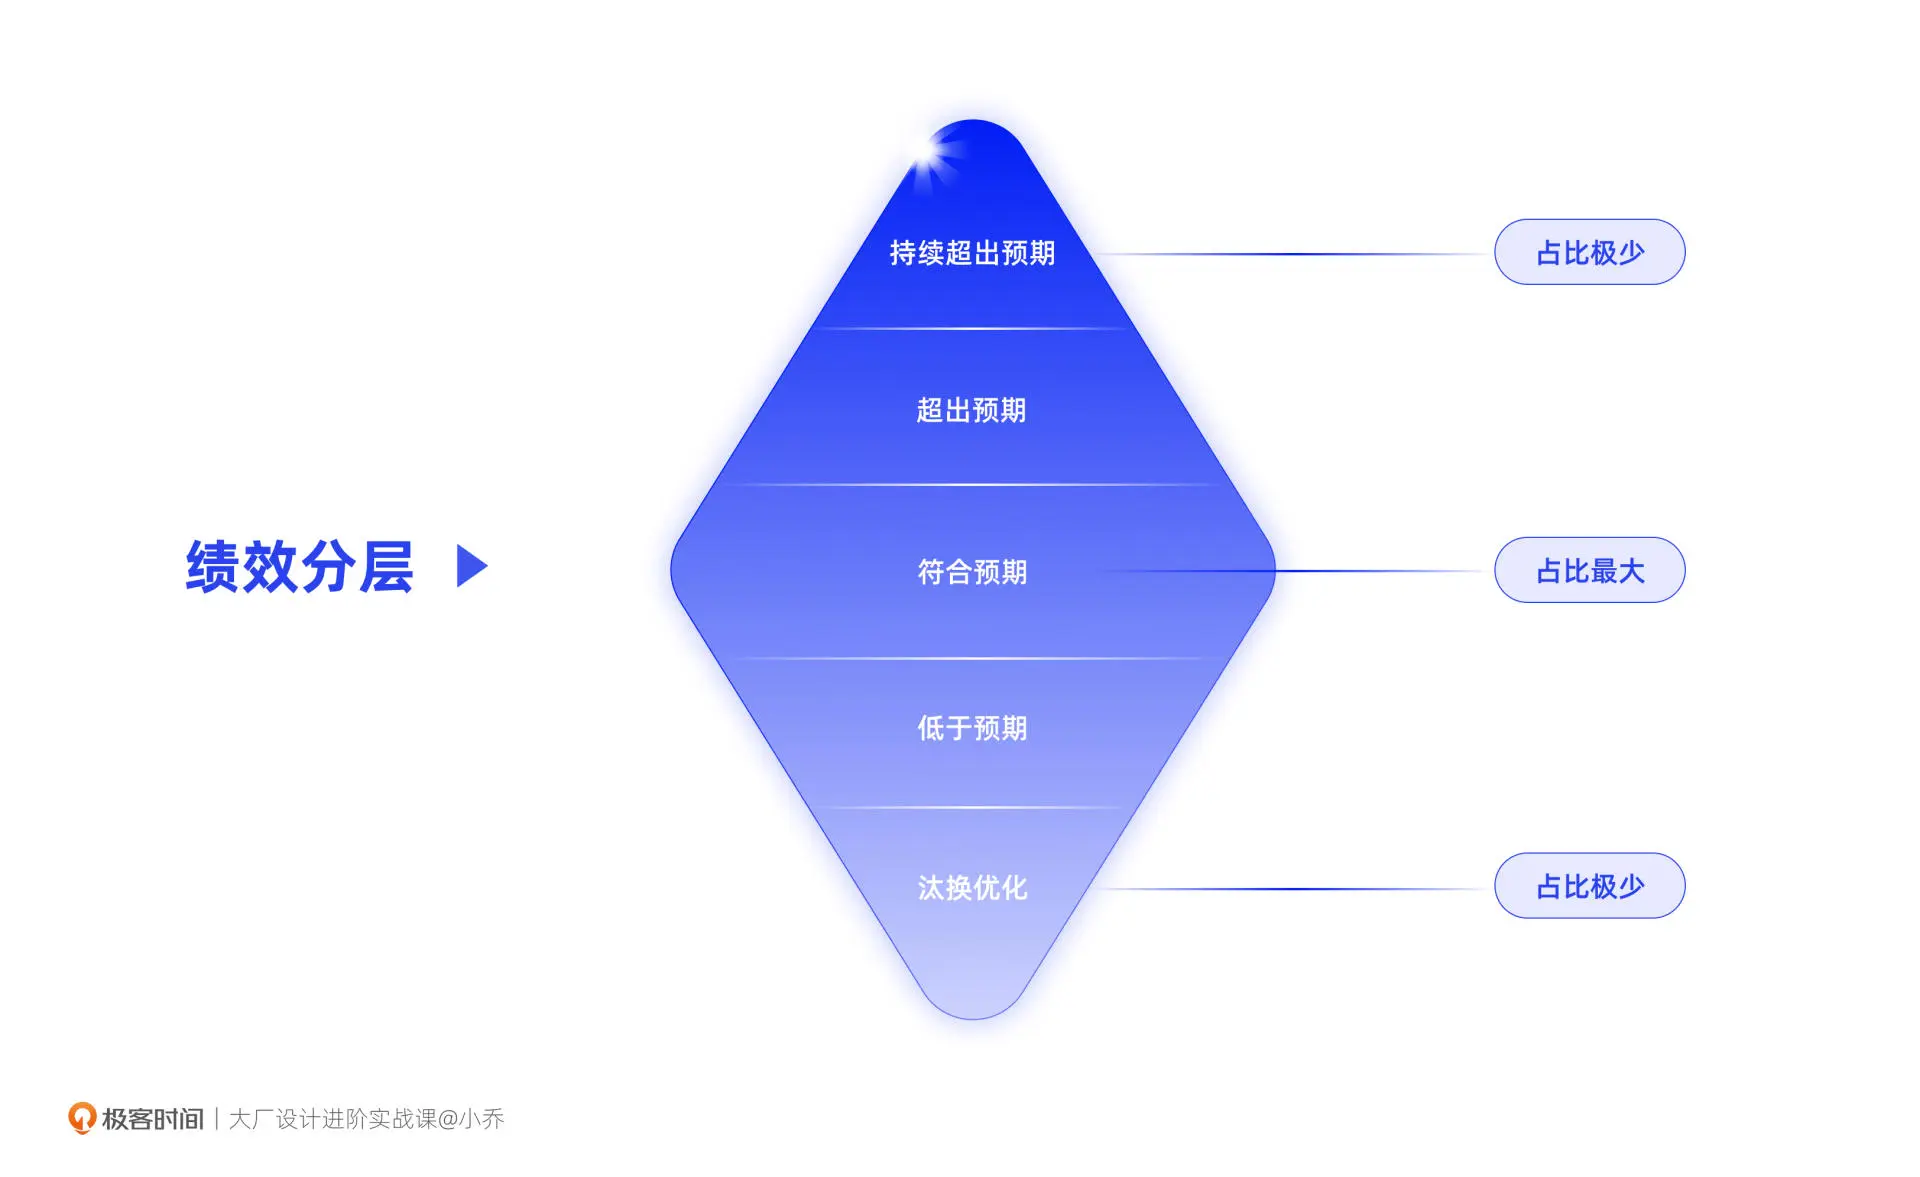 持续超出预期
占比极少
超出预期
绩效分层
符合预期
占比最大
低于预期
汰换优化
占比极少
极客时间｜大厂设计进阶实战课@小乔